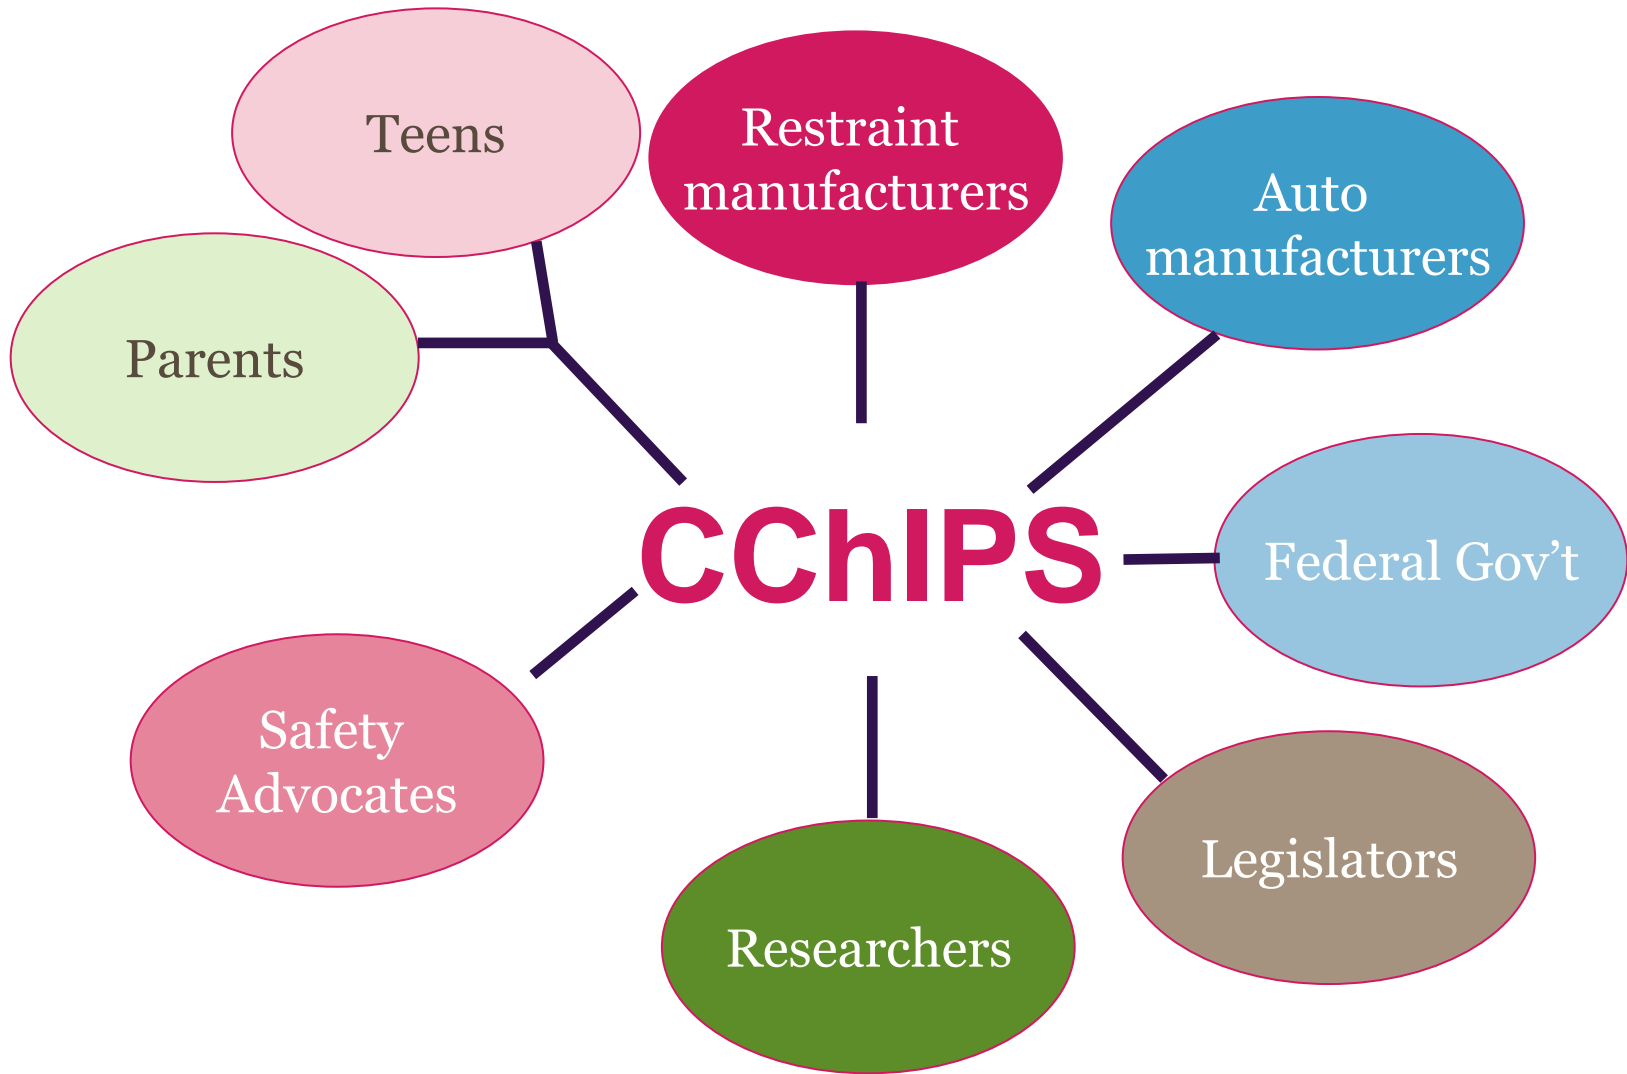 Teens
Restraint
manufacturers
Auto
manufacturers
Parents
CChIPS
Federal Gov’t
Safety
Advocates
Legislators
Researchers